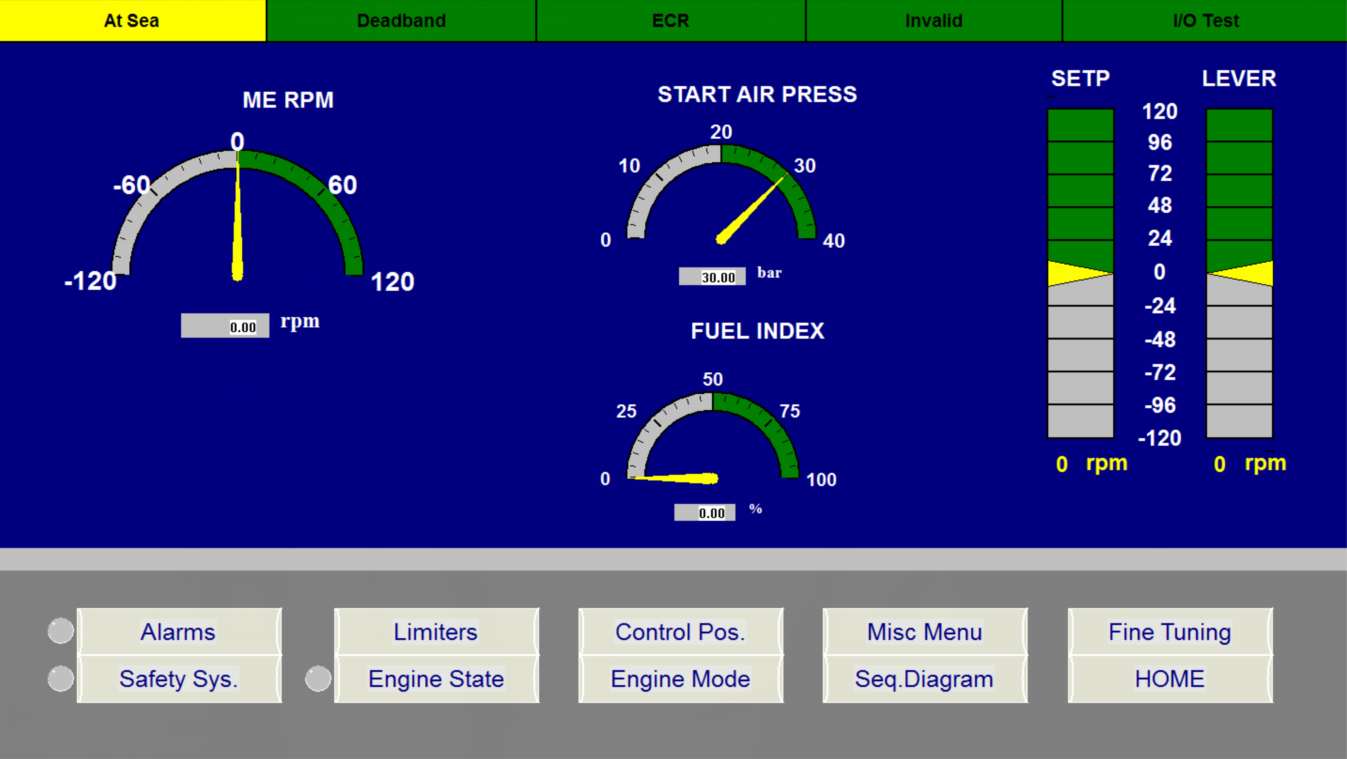 At Sea
Deadband
ECR
Invalid
I/O Test
ME RPM
0
-60
60
-120
120
0.00 rpm
START AIR PRESS
20
10
30
0
40
30.00 bar
FUEL INDEX
50
25
75
0
100
0.00 %
SETP
LEVER
120
96
72
48
24
0
-24
-48
-72
-96
-120
0 rpm
0 rpm
Alarms
Limiters
Control Pos.
Misc Menu
Fine Tuning
Safety Sys.
Engine State
Engine Mode
Seq.Diagram
HOME